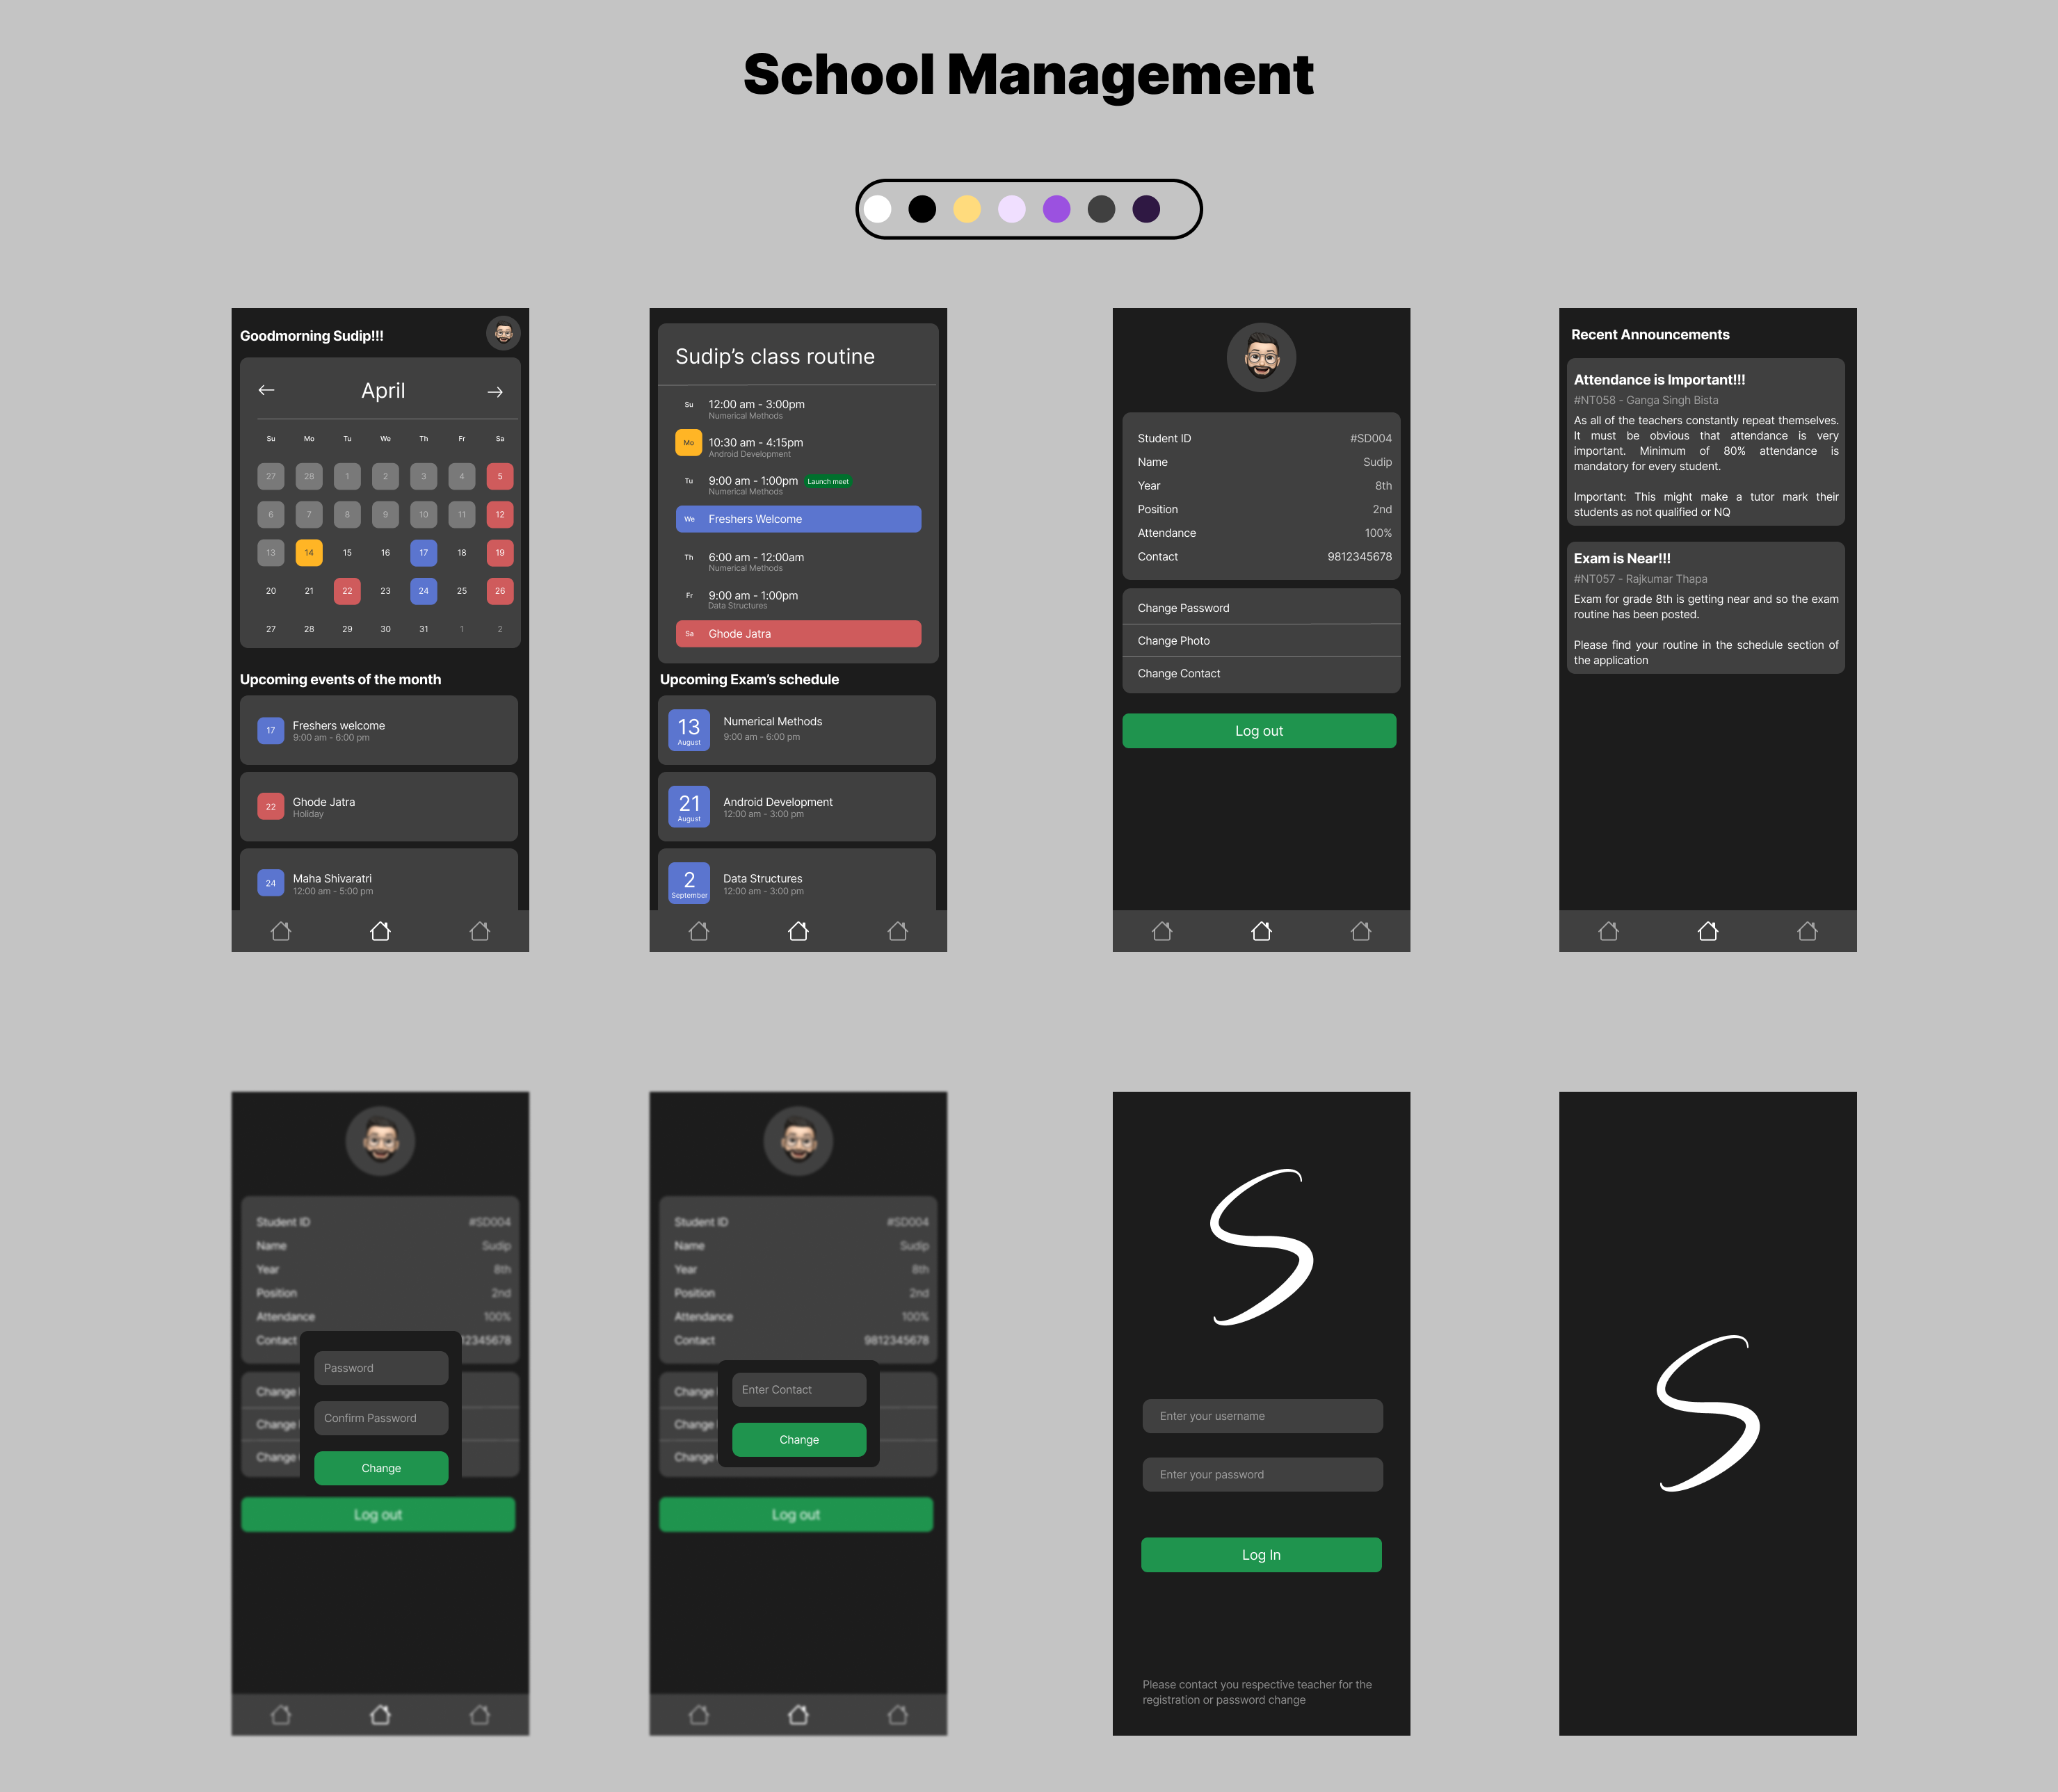 School Management
Goodmorning Sudip!!!
April
Su Mo Tu We Th Fr Sa
27 28 1 2 3 4 5
6 7 8 9 10 11 12
13 14 15 16 17 18 19
20 21 22 23 24 25 26
27 28 29 30 31 1 2
Upcoming events of the month
17 Freshers welcome
9:00 am - 6:00 pm
22 Ghode Jatra
Holiday
24 Maha Shivaratri
12:00 am - 5:00 pm
Sudip’s class routine
Su 12:00 am - 3:00pm
Numerical Methods
Mo 10:30 am - 4:15pm
Android Development
Tu 9:00 am - 1:00pm Launch meet
Numerical Methods
We Freshers Welcome
Th 6:00 am - 12:00am
Numerical Methods
Fr 9:00 am - 1:00pm
Data Structures
Sa Ghode Jatra
Upcoming Exam’s schedule
13 August
Numerical Methods
9:00 am - 6:00 pm
21 August
Android Development
12:00 am - 3:00 pm
2 September
Data Structures
12:00 am - 3:00 pm
Student ID #SD004
Name Sudip
Year 8th
Position 2nd
Attendance 100%
Contact 9812345678
Change Password
Change Photo
Change Contact
Log out
Recent Announcements
Attendance is Important!!!
#NT058 - Ganga Singh Bista
As all of the teachers constantly repeat themselves.
It must be obvious that attendance is very
important. Minimum of 80% attendance is
mandatory for every student.
Important: This might make a tutor mark their
students as not qualified or NQ
Exam is Near!!!
#NT057 - Rajkumar Thapa
Exam for grade 8th is getting near and so the exam
routine has been posted.
Please find your routine in the schedule section of
the application
Student ID #SD004
Name Sudip
Year 8th
Position 2nd
Attendance 100%
Contact 12345678
Password
Change
Confirm Password
Change
Change
Change
Log out
Student ID #SD004
Name Sudip
Year 8th
Position 2nd
Attendance 100%
Contact 9812345678
Change
Enter Contact
Change
Change
Change
Log out
S
Enter your username
Enter your password
Log In
Please contact you respective teacher for the
registration or password change
S